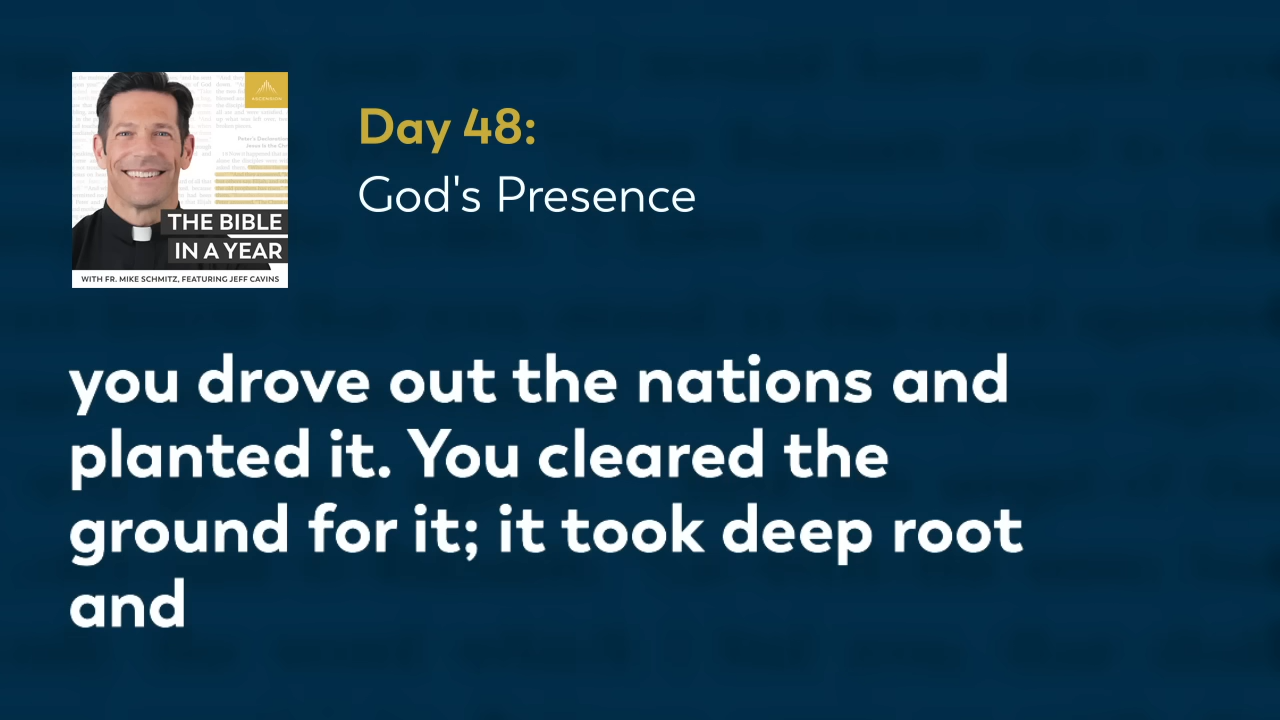 ASCENSION
THE BIBLE
IN A YEAR
WITH FR. MIKE SCHMITZ, FEATURING JEFF CAVINS
Day 48:
God's Presence
you drove out the nations and
planted it. You cleared the
ground for it; it took deep root
and